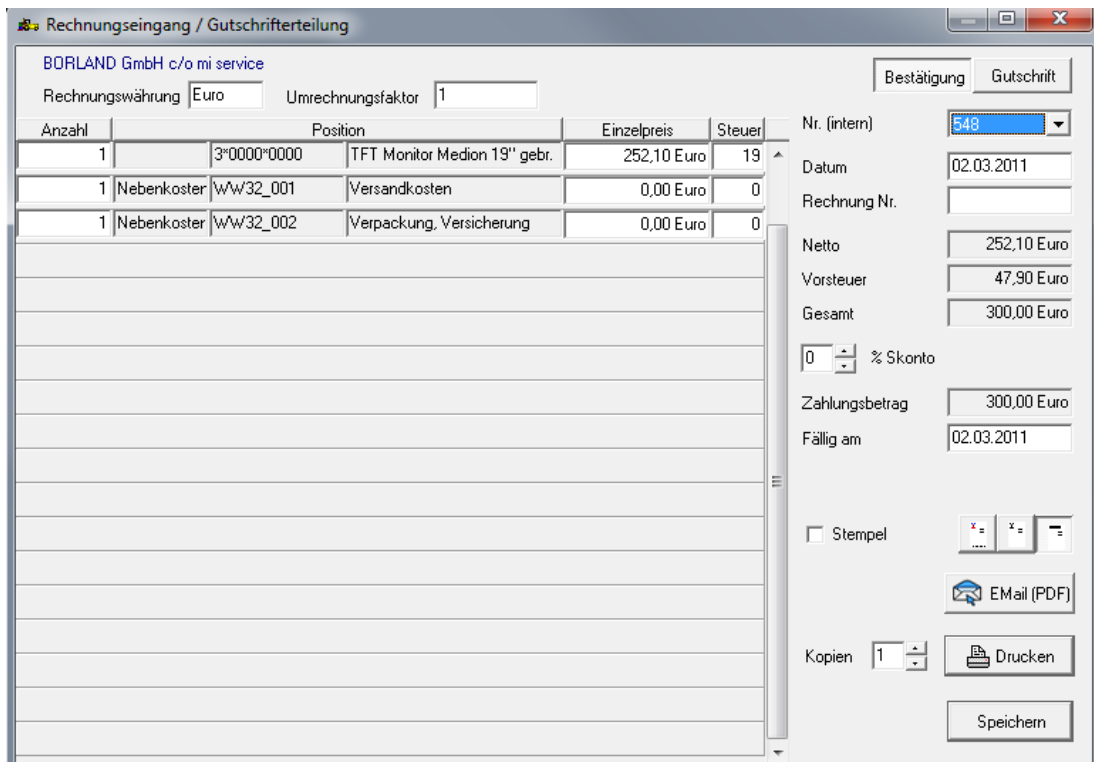 Rechnungseingang / Gutschrifterteilung
BORLAND GmbH c/o mi service
Bestätigung Gutschrift
Rechnungswährung Euro Umrechnungsfaktor 1
Anzahl Position Einzelpreis Steuer
1 3*0000*0000 TFT Monitor Medion 19'' gebr. 252,10 Euro 19
1 Nebenkoster WW32_001 Versandkosten 0,00 Euro 0
1 Nebenkoster WW32_002 Verpackung, Versicherung 0,00 Euro 0
Nr. (intern) 548
Datum 02.03.2011
Rechnung Nr.
Netto 252,10 Euro
Vorsteuer 47,90 Euro
Gesamt 300,00 Euro
0 % Skonto
Zahlungsbetrag 300,00 Euro
Fällig am 02.03.2011
Stempel
EMail (PDF)
Kopien 1 Drucken
Speichern